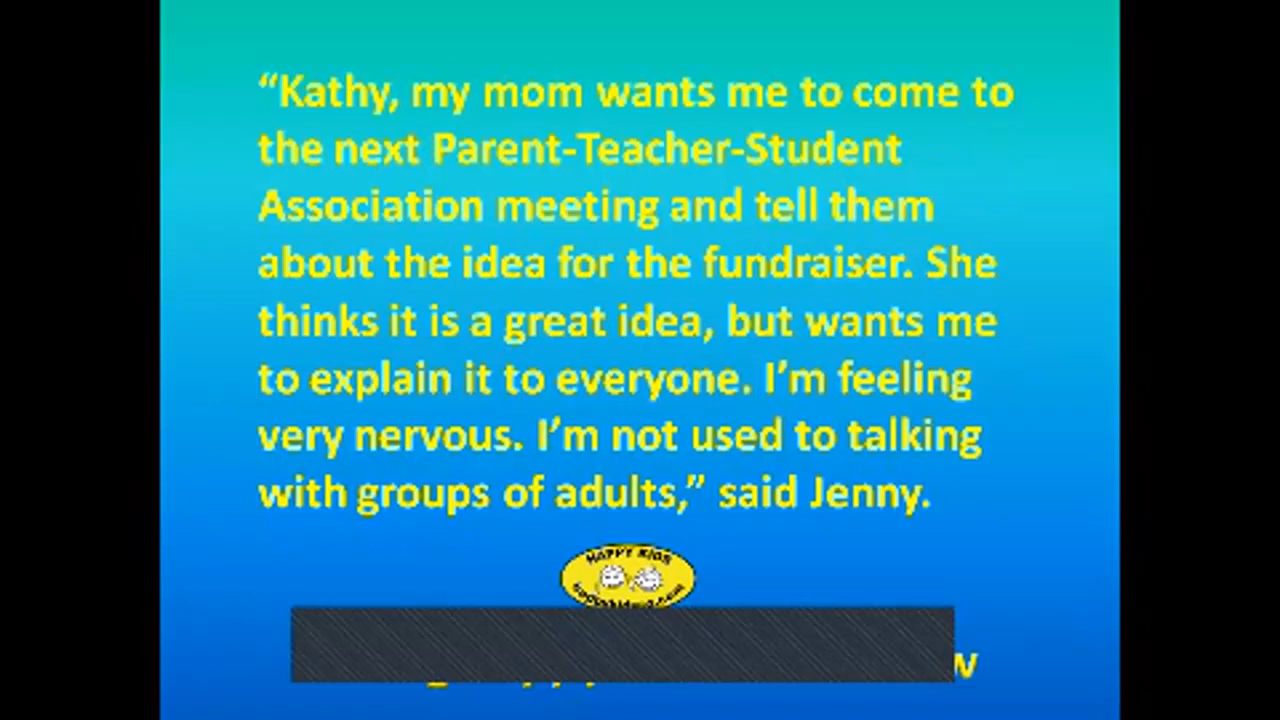 “Kathy, my mom wants me to come to
the next Parent-Teacher-Student
Association meeting and tell them
about the idea for the fundraiser. She
thinks it is a great idea, but wants me
to explain it to everyone. I’m feeling
very nervous. I’m not used to talking
with groups of adults,” said Jenny.
HAPPY KIDS